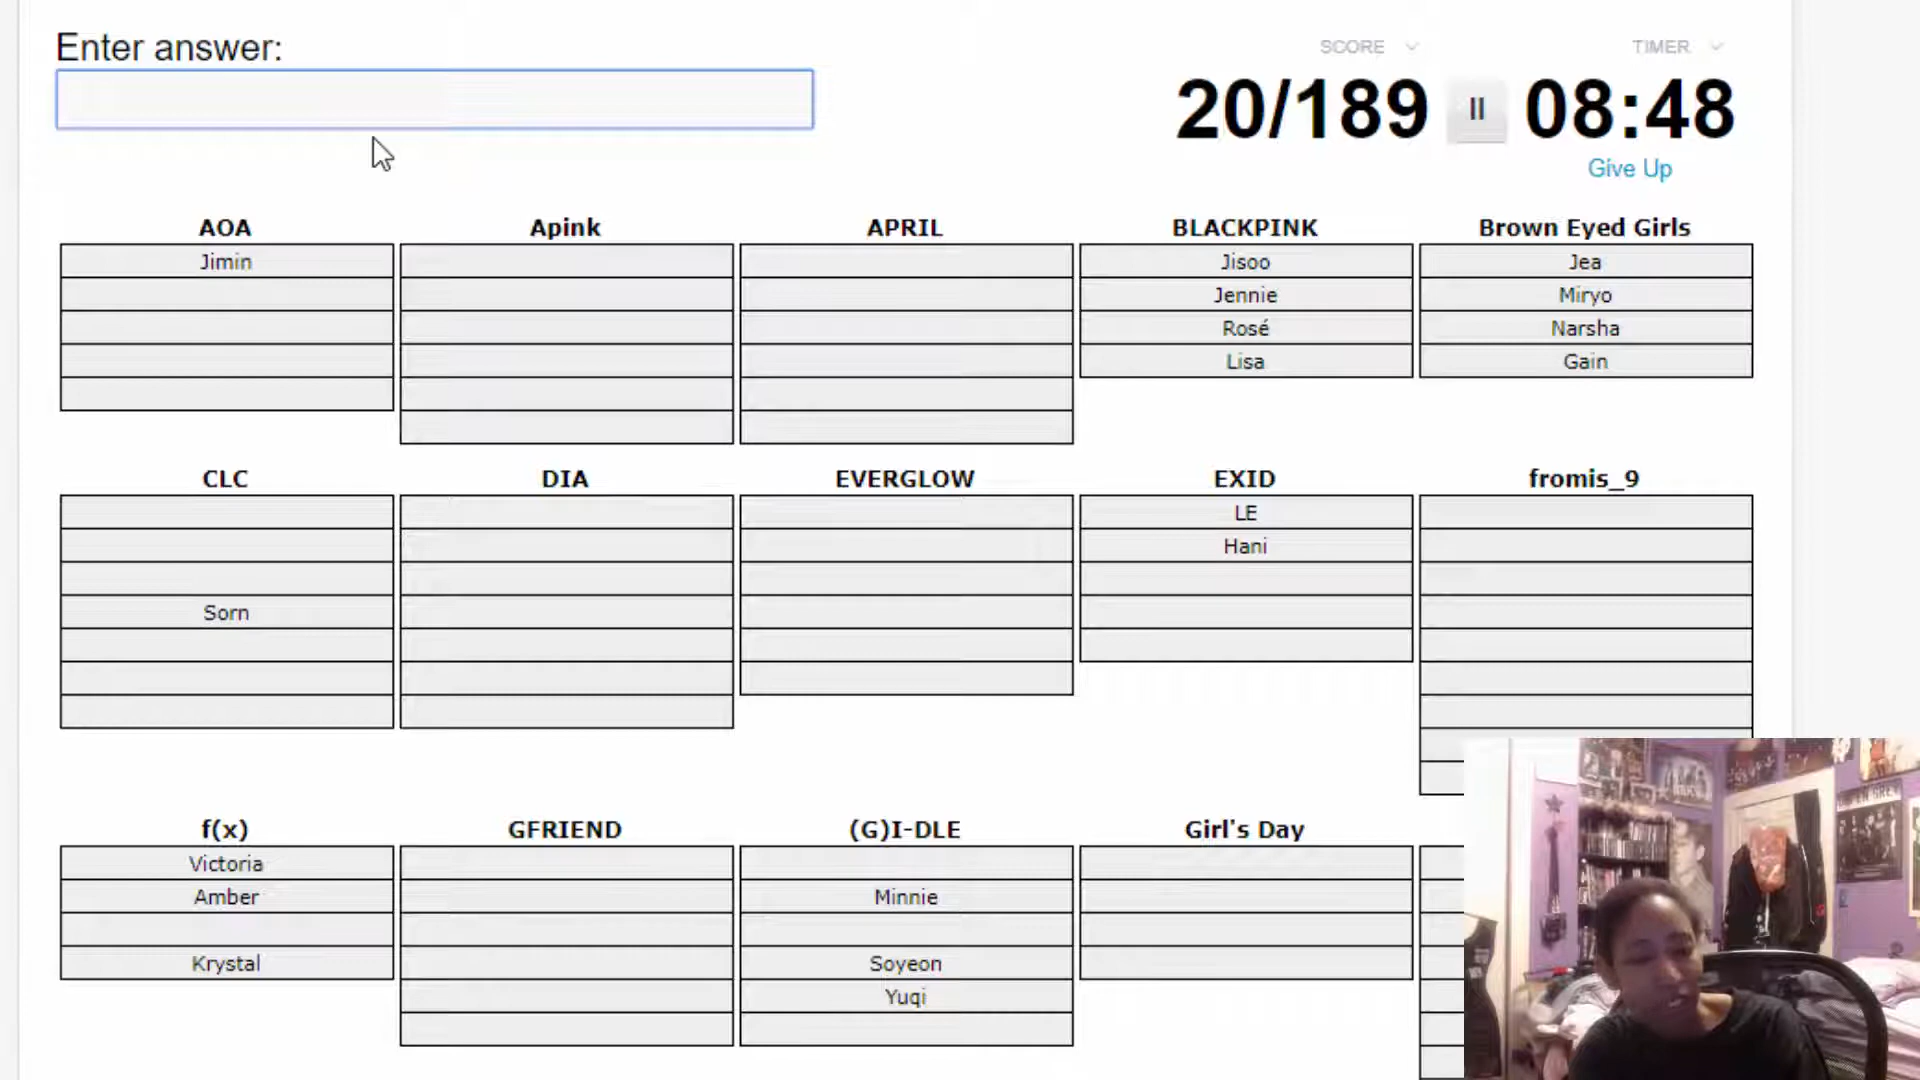 Enter answer:
SCORE
TIMER
20/189
08:48
Give Up
AOA
Apink
APRIL
BLACKPINK
Brown Eyed Girls
Jimin
Jisoo
Jea
Jennie
Miryo
Rosé
Narsha
Lisa
Gain
CLC
DIA
EVERGLOW
EXID
fromis_9
LE
Hani
Sorn
f(x)
GFRIEND
(G)I-DLE
Girl's Day
Victoria
Amber
Minnie
Krystal
Soyeon
Yuqi